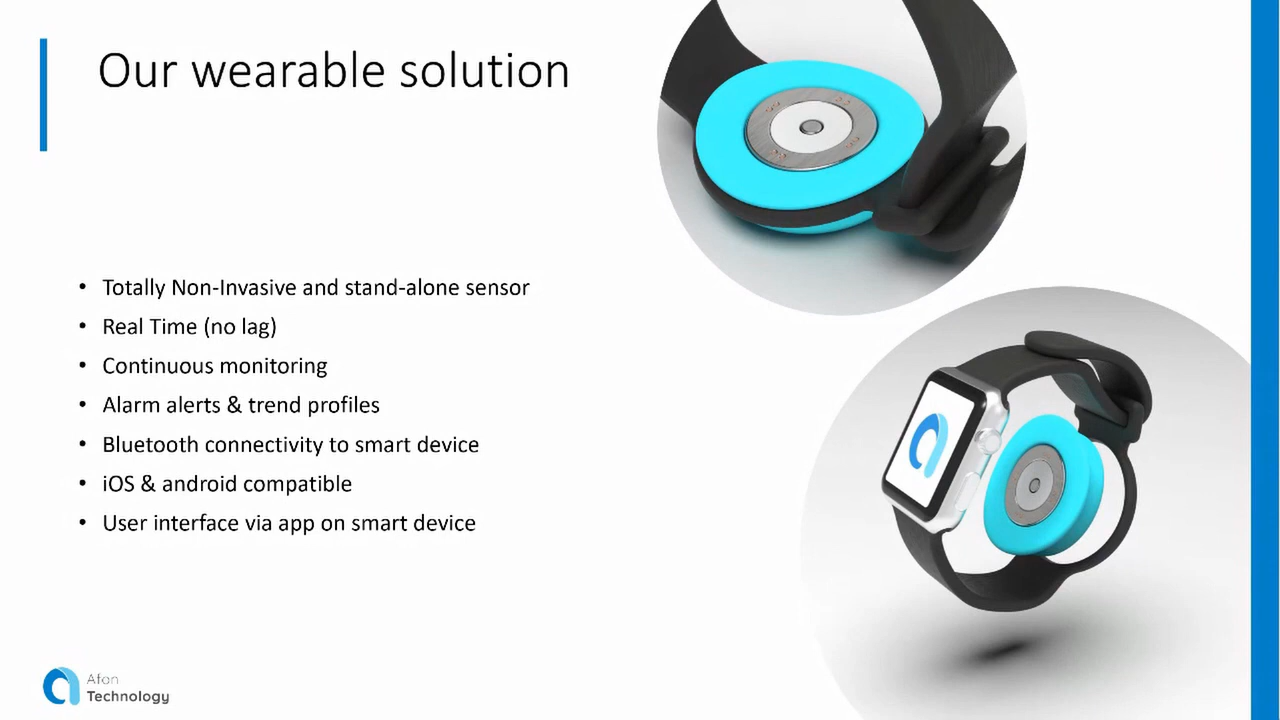 Our wearable solution
• Totally Non-Invasive and stand-alone sensor
• Real Time (no lag)
• Continuous monitoring
• Alarm alerts & trend profiles
• Bluetooth connectivity to smart device
• iOS & android compatible
• User interface via app on smart device
Afon
Technology